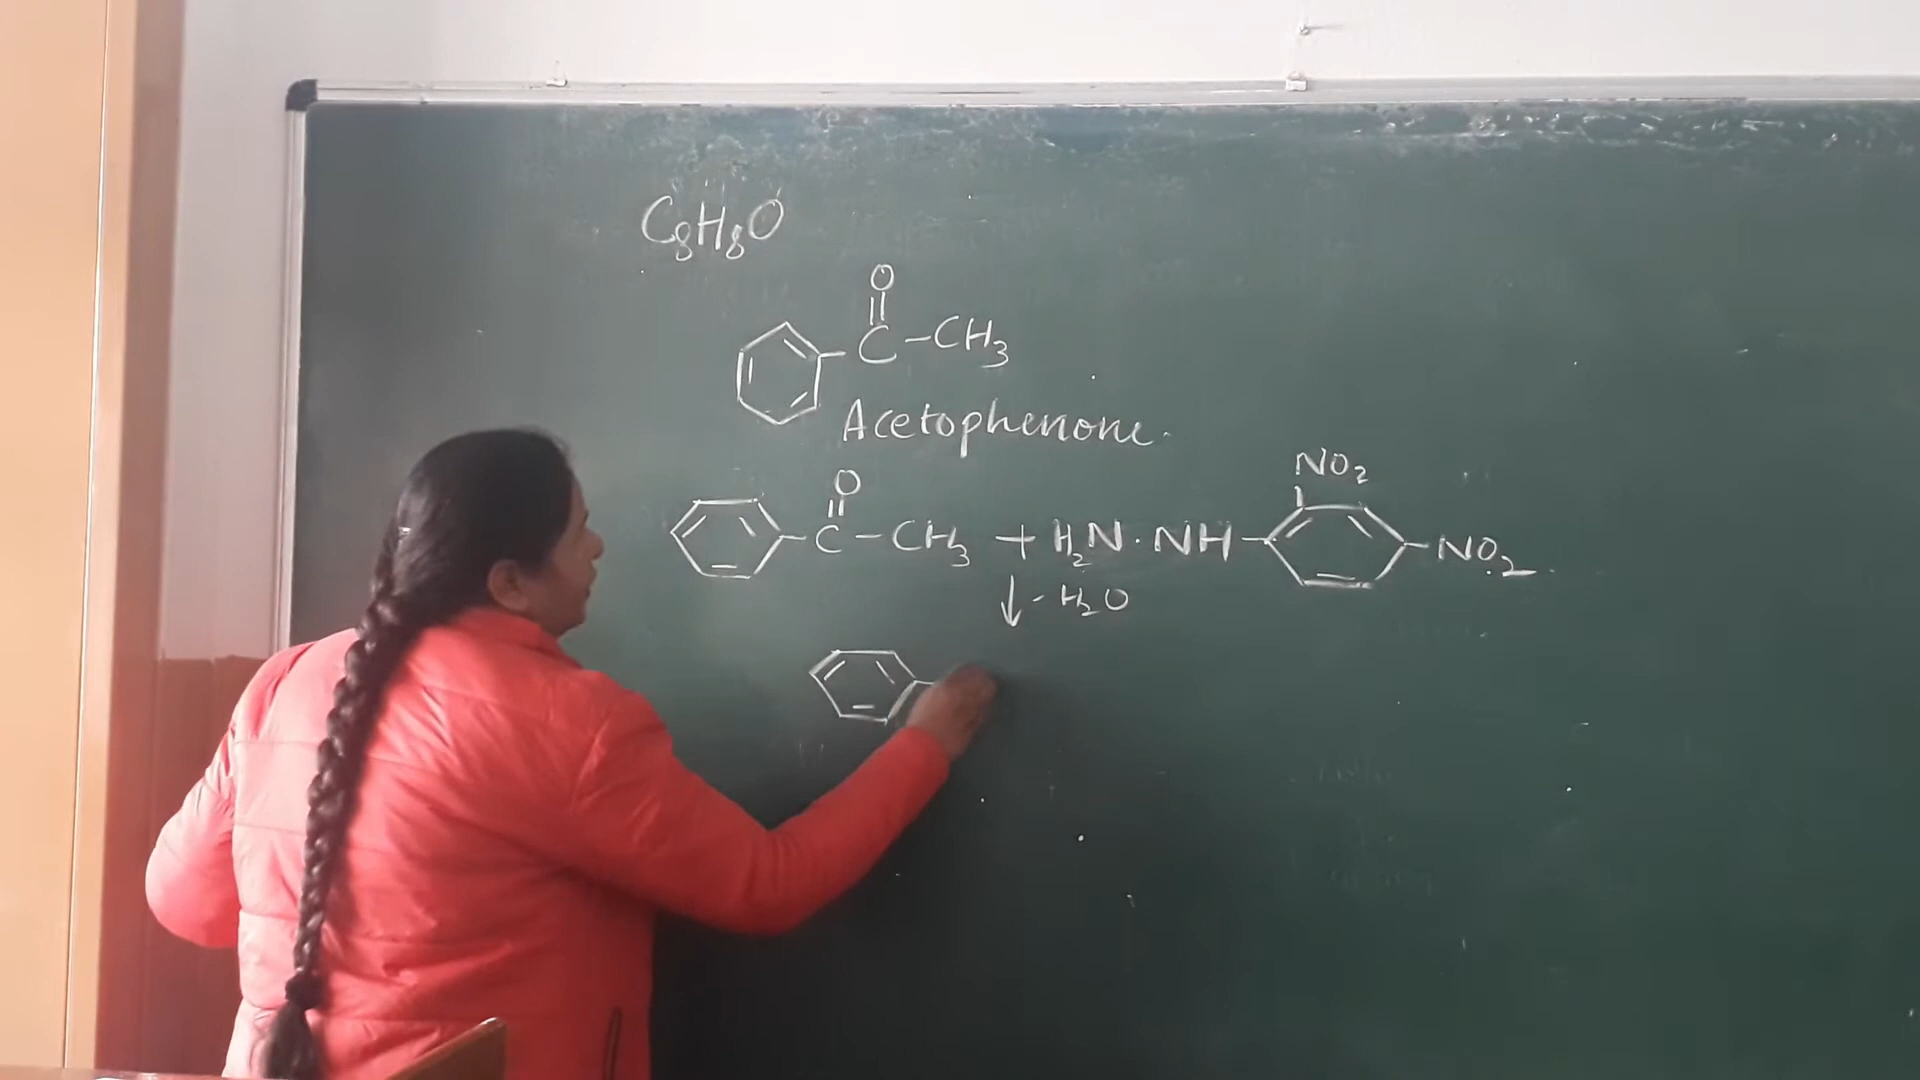 C₈H₈O
O
C-CH₃
Acetophenone.
NO₂
O
C-CH₃ + H₂N·NH NO₂
↓ - H₂O